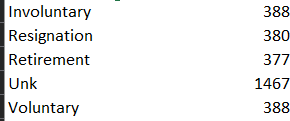 Involuntary 388
Resignation 380
Retirement 377
Unk 1467
Voluntary 388